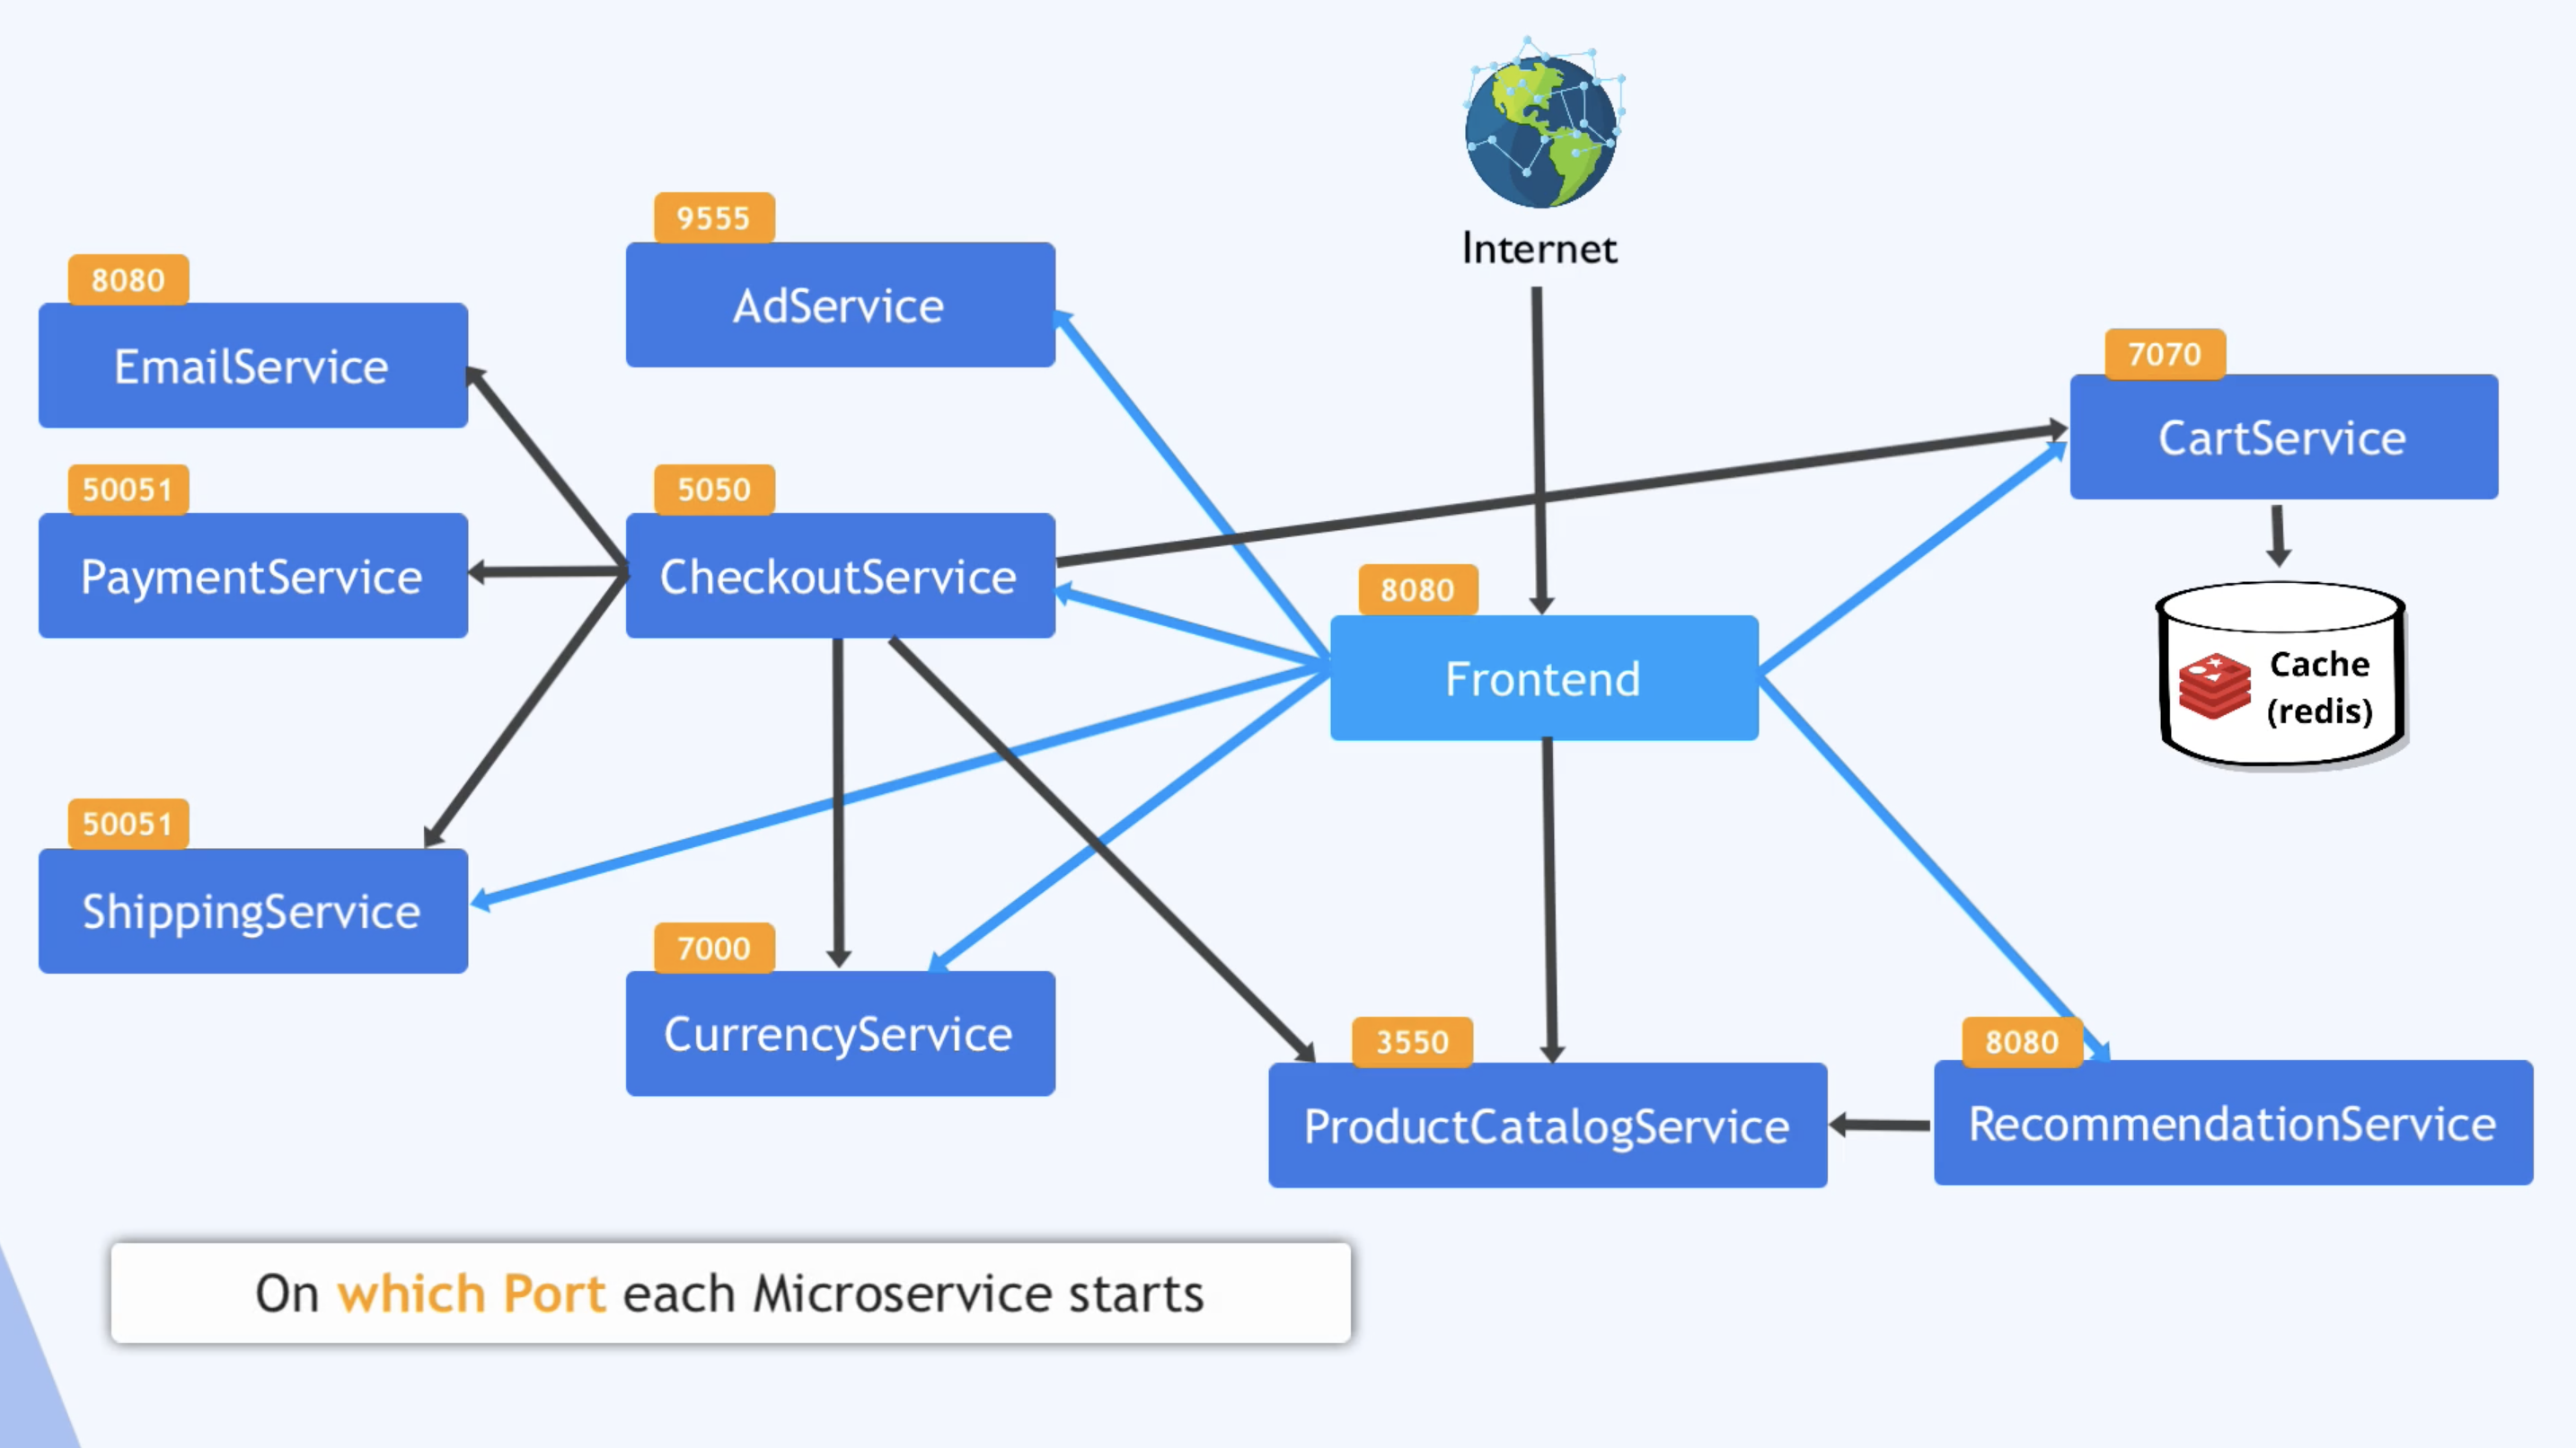 Internet
9555
AdService
8080
EmailService
7070
CartService
50051
PaymentService
5050
CheckoutService
8080
Frontend
Cache
(redis)
50051
ShippingService
7000
CurrencyService
3550
ProductCatalogService
8080
RecommendationService
On which Port each Microservice starts